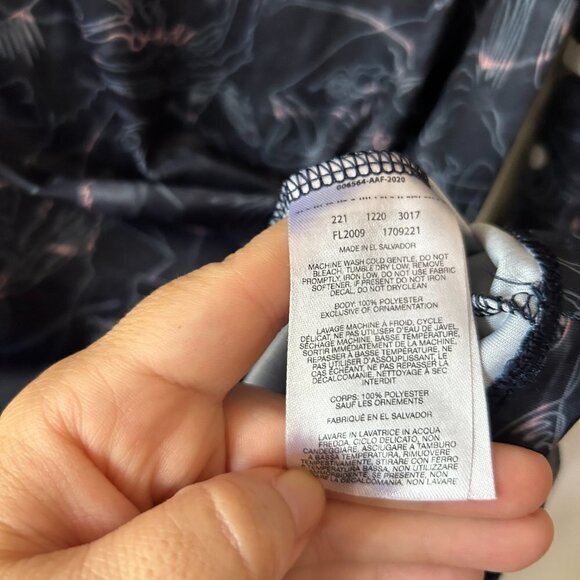 006564-AAF-2020
221 1220 3017
FL2009 1709221
MADE IN EL SALVADOR
MACHINE WASH COLD GENTLE, DO NOT
BLEACH, TUMBLE DRY LOW, REMOVE
PROMPTLY, IRON LOW, DO NOT USE FABRIC
SOFTENER, IF PRESENT DO NOT IRON
DECAL, DO NOT DRYCLEAN
BODY: 100% POLYESTER
EXCLUSIVE OF ORNAMENTATION
LAVAGE MACHINE À FROID, CYCLE
DÉLICAT, NE PAS UTILISER D'EAU DE JAVEL
SÉCHAGE MACHINE, BASSE TEMPÉRATURE,
SORTIR IMMÉDIATEMENT DE LA MACHINE,
REPASSER À BASSE TEMPÉRATURE, NE
PAS UTILISER D'ASSOUPLISSANT, LE
CAS ÉCHÉANT, NE PAS REPASSER LA
DÉCALCOMANIE, NETTOYAGE À SEC
INTERDIT
CORPS: 100% POLYESTER
SAUF LES ORNEMENTS
FABRIQUÉ EN EL SALVADOR
LAVARE IN LAVATRICE IN ACQUA
FREDDA, CICLO DELICATO, NON
CANDEGGIARE, ASCIUGARE A TAMBURO
A BASSA TEMPERATURA, RIMUOVERE
TEMPESTIVAMENTE, STIRARE CON FERRO
TEMPERATURA BASSA, NON UTILIZZARE
SE PRESENTE, NON
LA DECALCOMANIA, NON LAVARE A SECCO